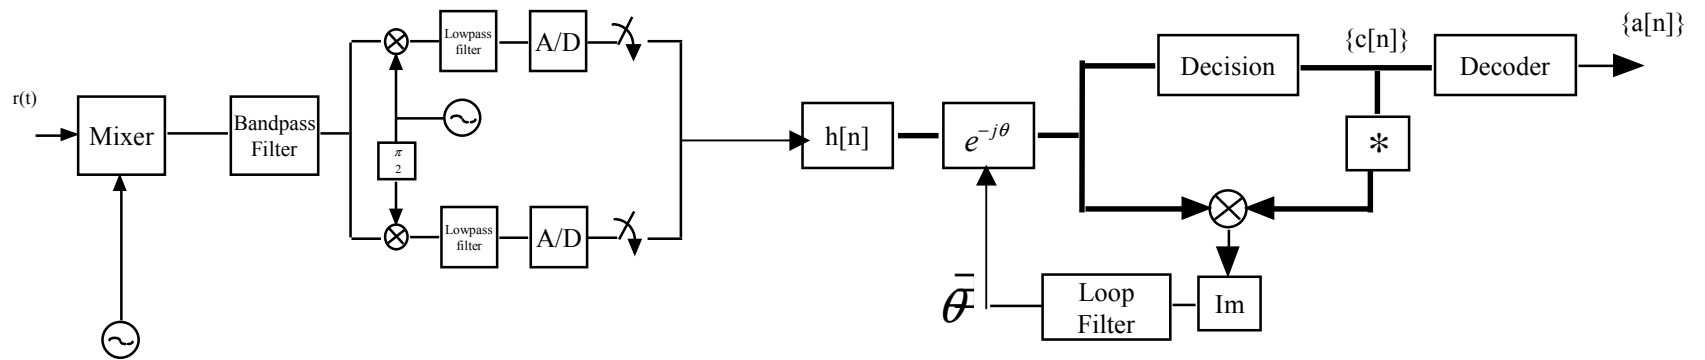 r(t)
Mixer
Bandpass
Filter
π
2
Lowpass
filter
A/D
Lowpass
filter
A/D
h[n]
e^{-jθ}
Decision
{c[n]}
Decoder
{a[n]}
*
Im
Loop
Filter
θ